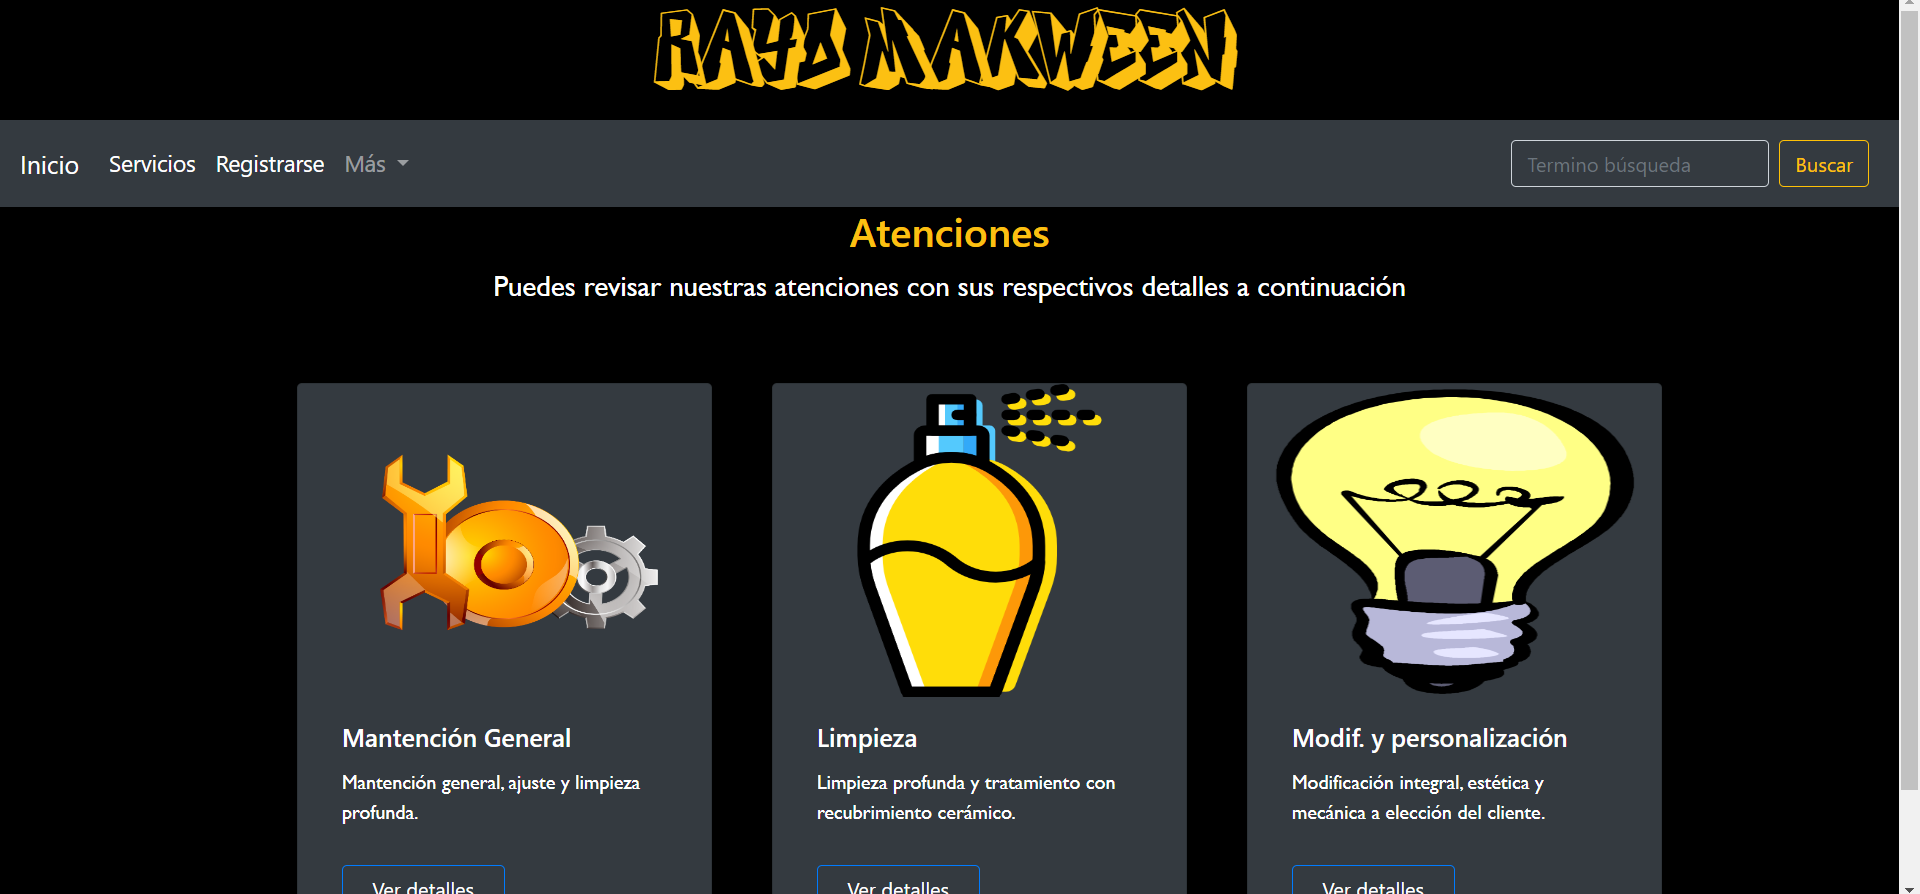 RAYO MAKWEEN
Inicio Servicios Registrarse Más Termino búsqueda Buscar
Atenciones
Puedes revisar nuestras atenciones con sus respectivos detalles a continuación
Mantención General
Mantención general, ajuste y limpieza
profunda.
Ver detalles
Limpieza
Limpieza profunda y tratamiento con
recubrimiento cerámico.
Ver detalles
Modif. y personalización
Modificación integral, estética y
mecánica a elección del cliente.
Ver detalles